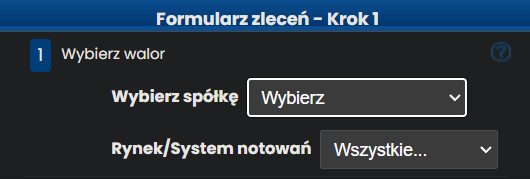 Formularz zleceń - Krok 1
1 Wybierz walor ?
Wybierz spółkę Wybierz
Rynek/System notowań Wszystkie...